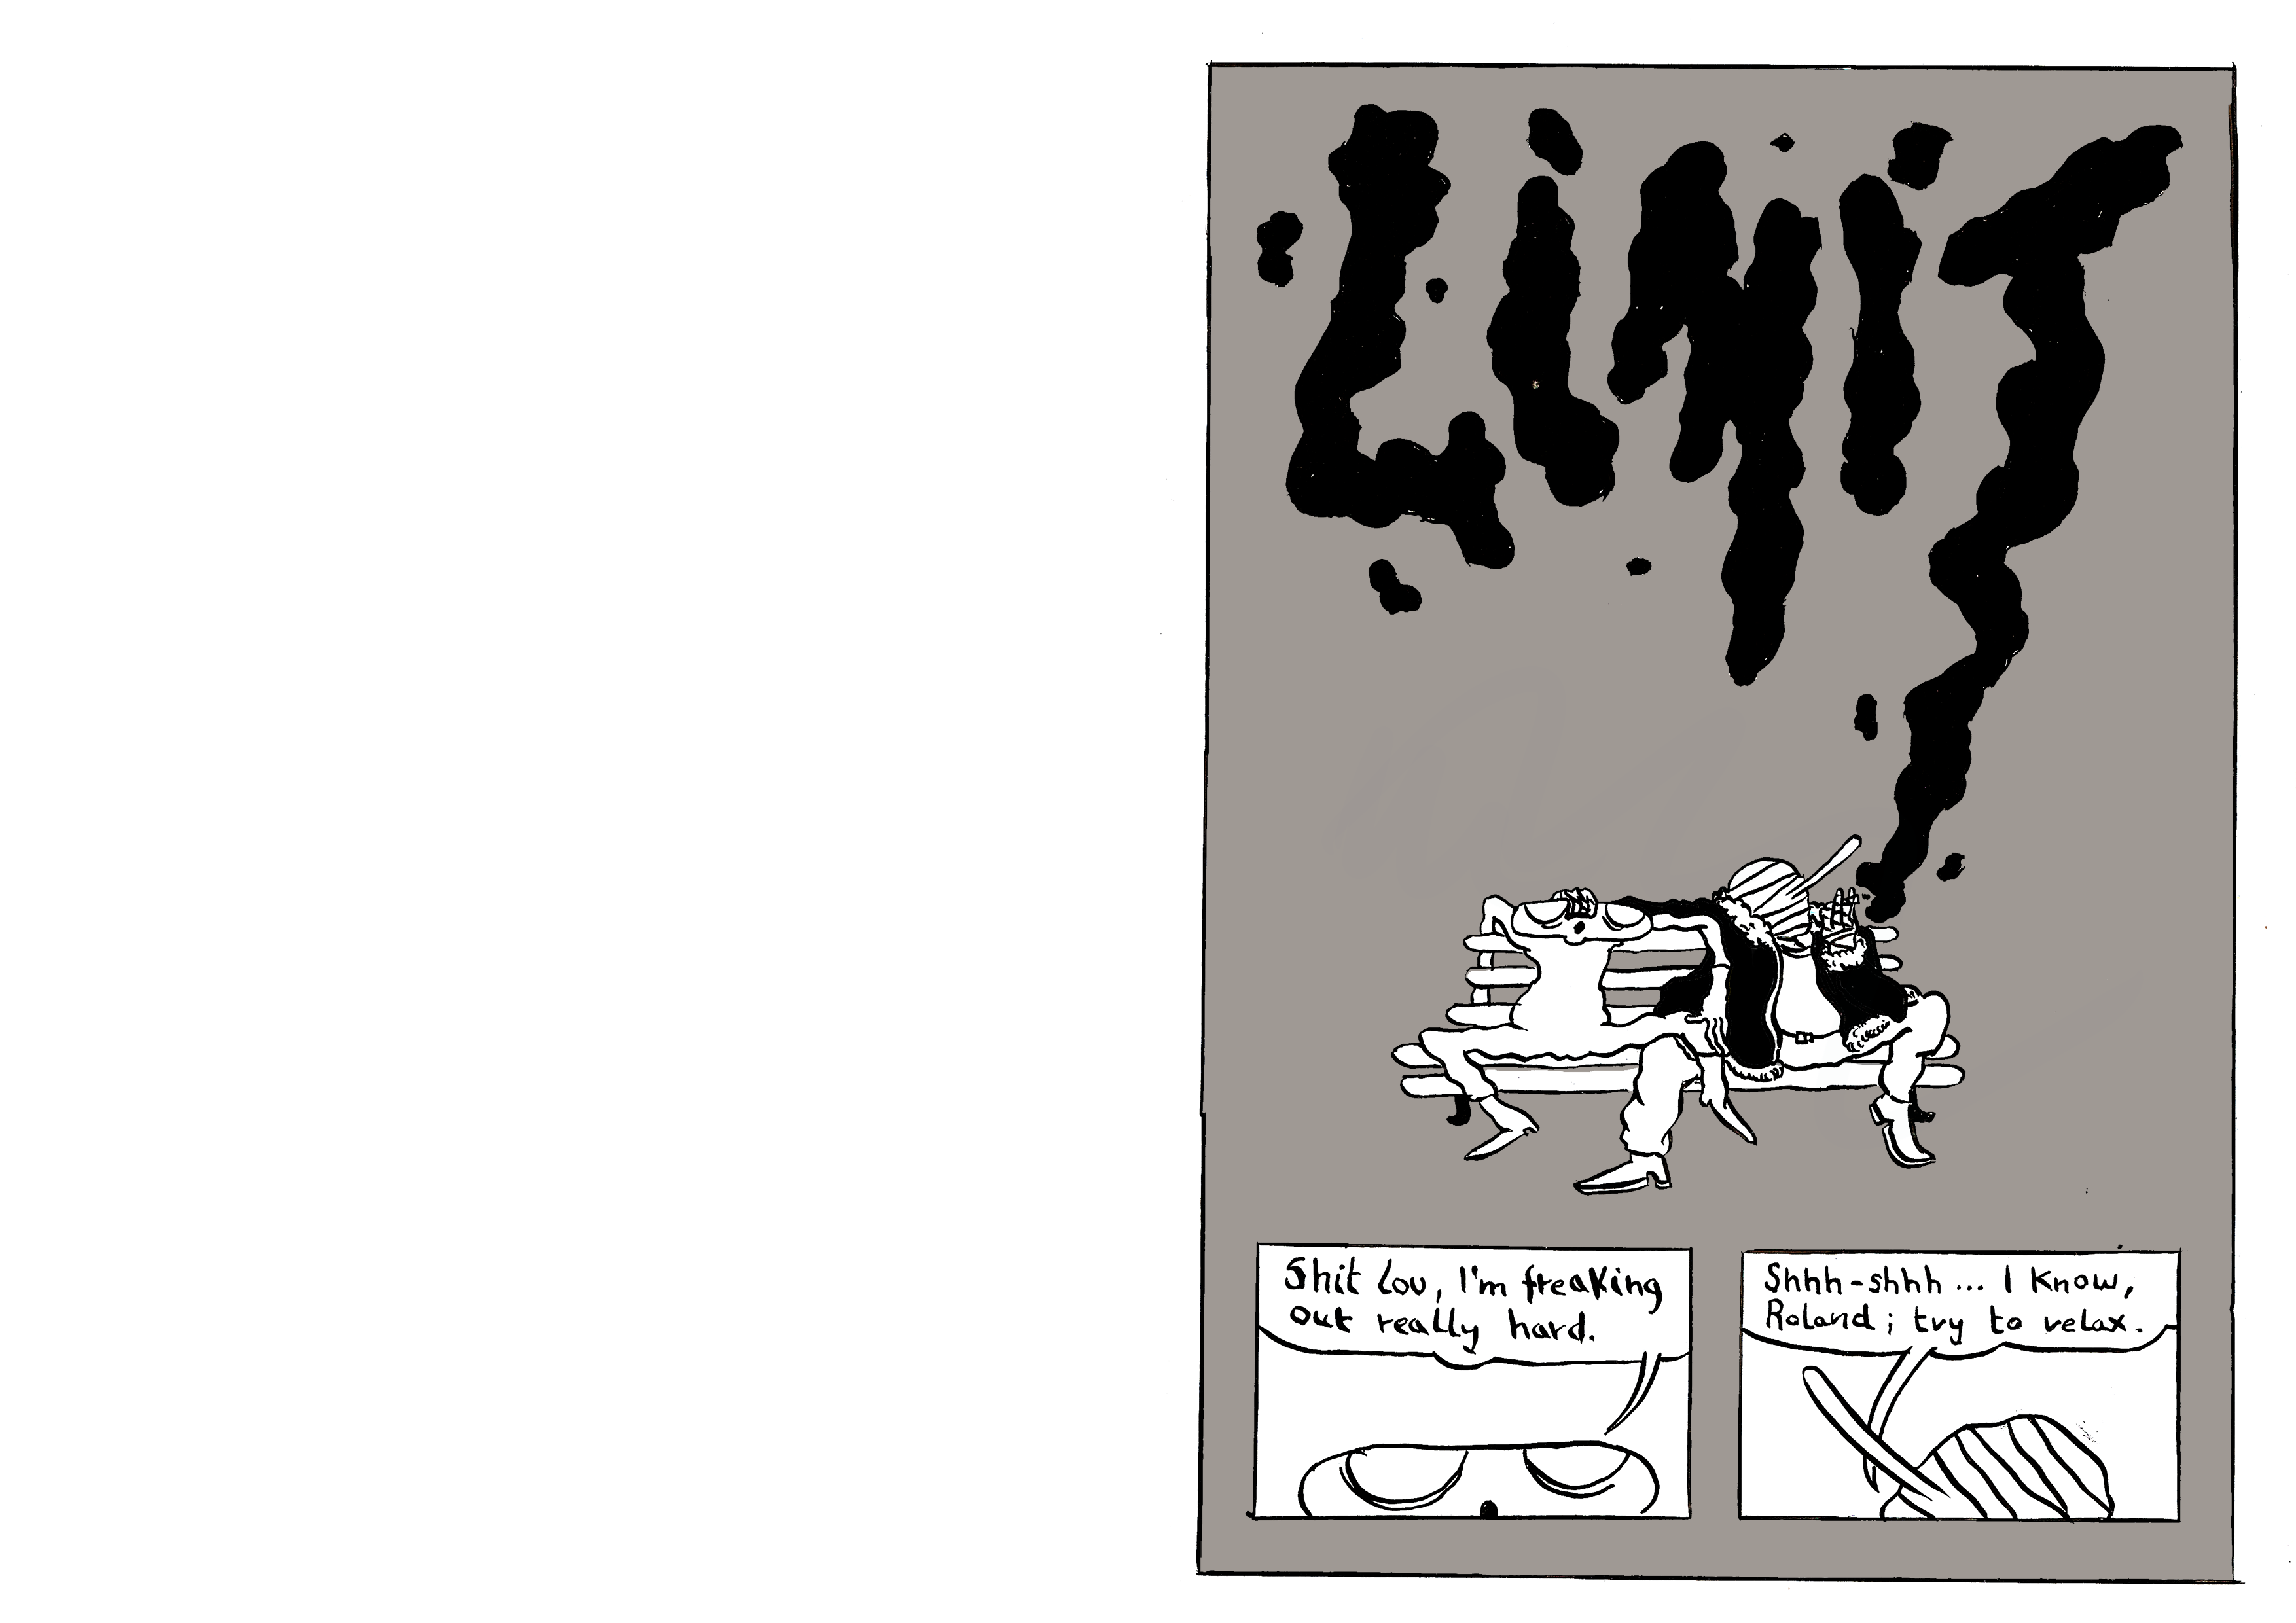 LIMIT
Shit Lou, I'm freaking
out really hard.
Shhh-shhh... I know,
Roland; try to relax.